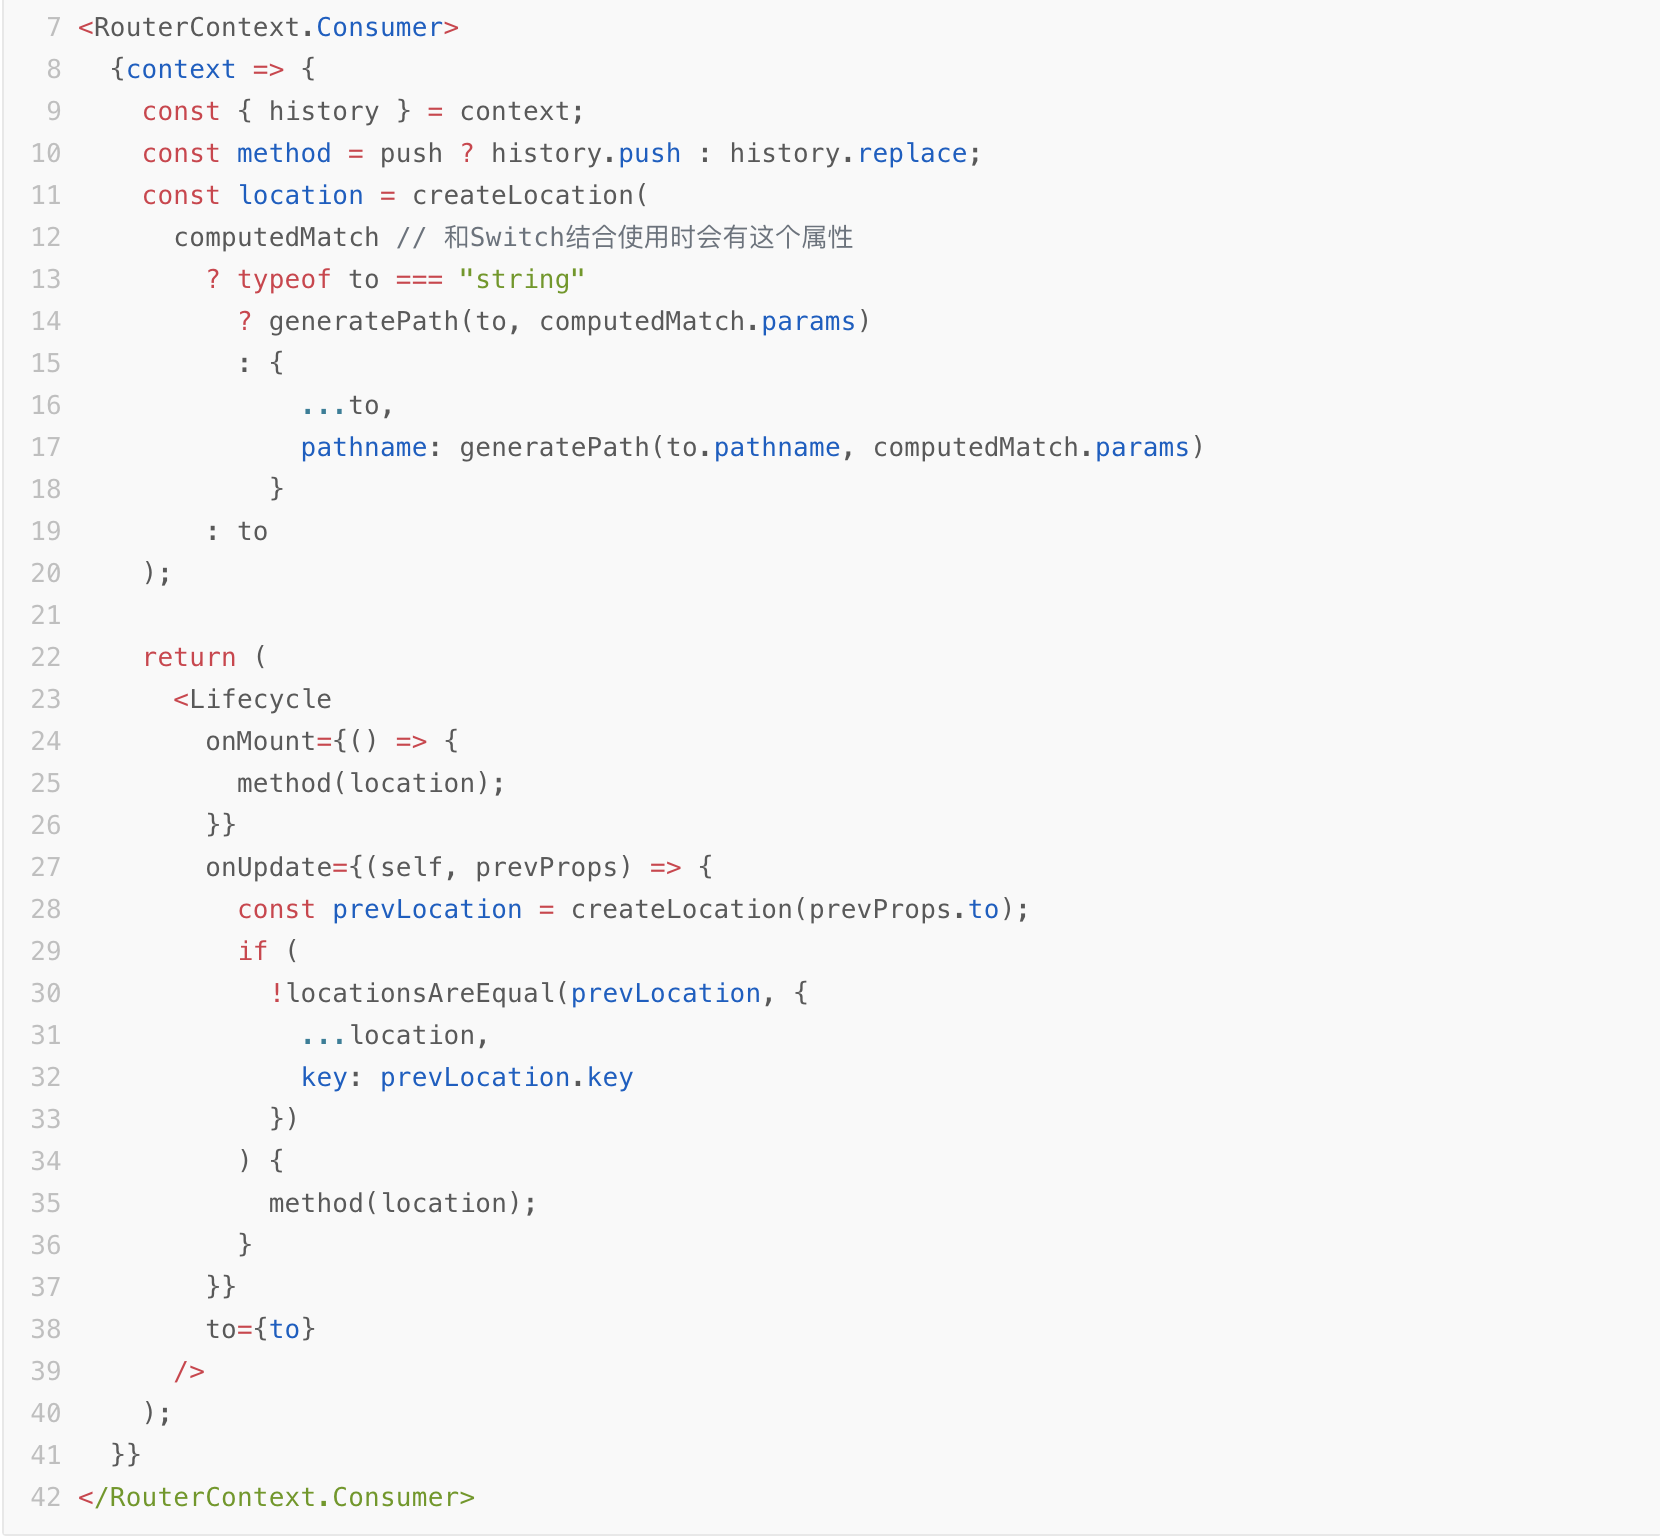 7 <RouterContext.Consumer>
8   {context => {
9     const { history } = context;
10     const method = push ? history.push : history.replace;
11     const location = createLocation(
12       computedMatch // 和Switch结合使用时会有这个属性
13         ? typeof to === "string"
14           ? generatePath(to, computedMatch.params)
15           : {
16               ...to,
17               pathname: generatePath(to.pathname, computedMatch.params)
18             }
19         : to
20     );
21
22     return (
23       <Lifecycle
24         onMount={() => {
25           method(location);
26         }}
27         onUpdate={(self, prevProps) => {
28           const prevLocation = createLocation(prevProps.to);
29           if (
30             !locationsAreEqual(prevLocation, {
31               ...location,
32               key: prevLocation.key
33             })
34           ) {
35             method(location);
36           }
37         }}
38         to={to}
39       />
40     );
41   }}
42 </RouterContext.Consumer>